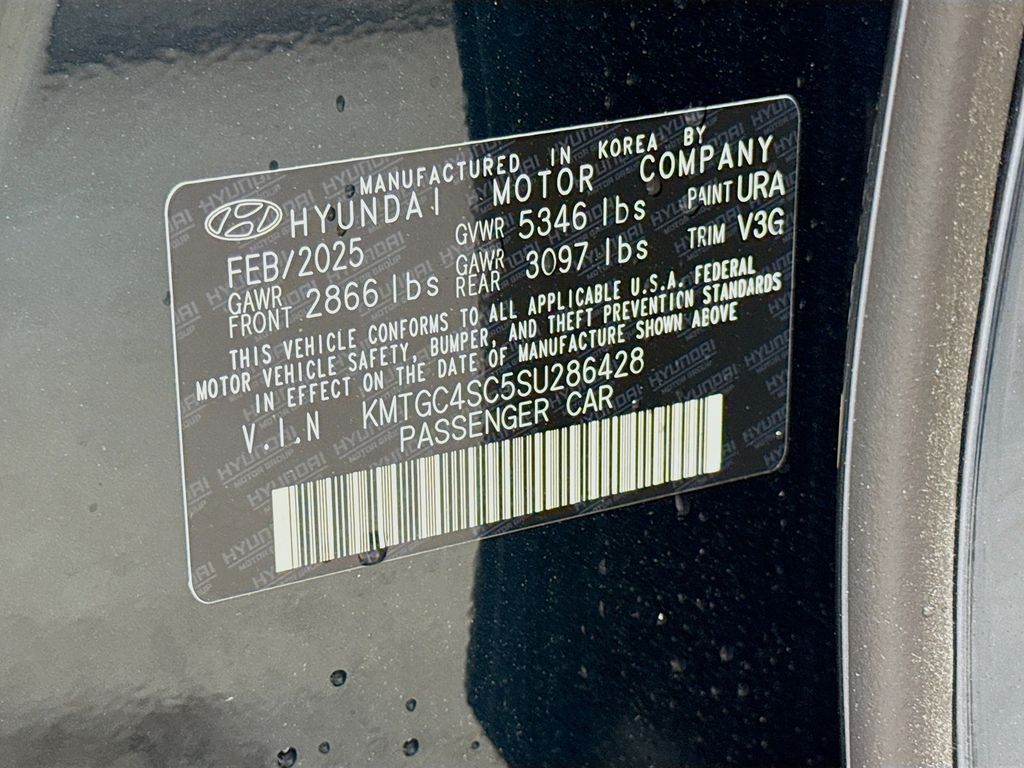 MANUFACTURED IN KOREA BY
HYUNDAI MOTOR COMPANY
FEB/2025 GVWR 5346 lbs PAINT URA
GAWR FRONT 2866 lbs GAWR REAR 3097 lbs TRIM V3G
THIS VEHICLE CONFORMS TO ALL APPLICABLE U.S.A. FEDERAL
MOTOR VEHICLE SAFETY, BUMPER, AND THEFT PREVENTION STANDARDS
IN EFFECT ON THE DATE OF MANUFACTURE SHOWN ABOVE
V.I.N KMTGC4SC5SU286428
PASSENGER CAR